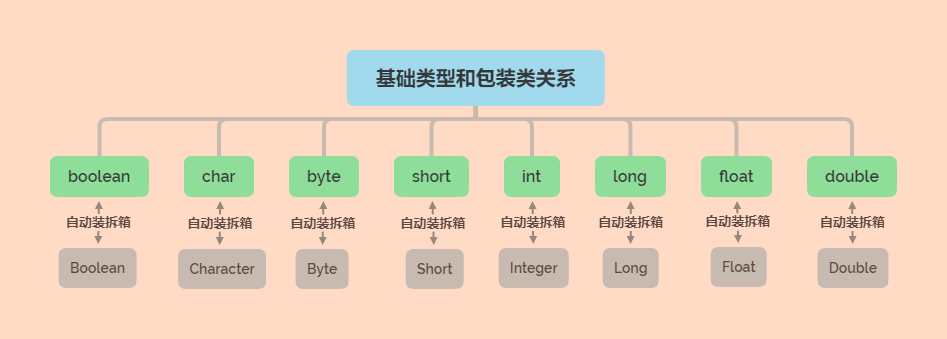 基础类型和包装类关系
boolean char byte short int long float double
自动装拆箱 自动装拆箱 自动装拆箱 自动装拆箱 自动装拆箱 自动装拆箱 自动装拆箱 自动装拆箱
Boolean Character Byte Short Integer Long Float Double